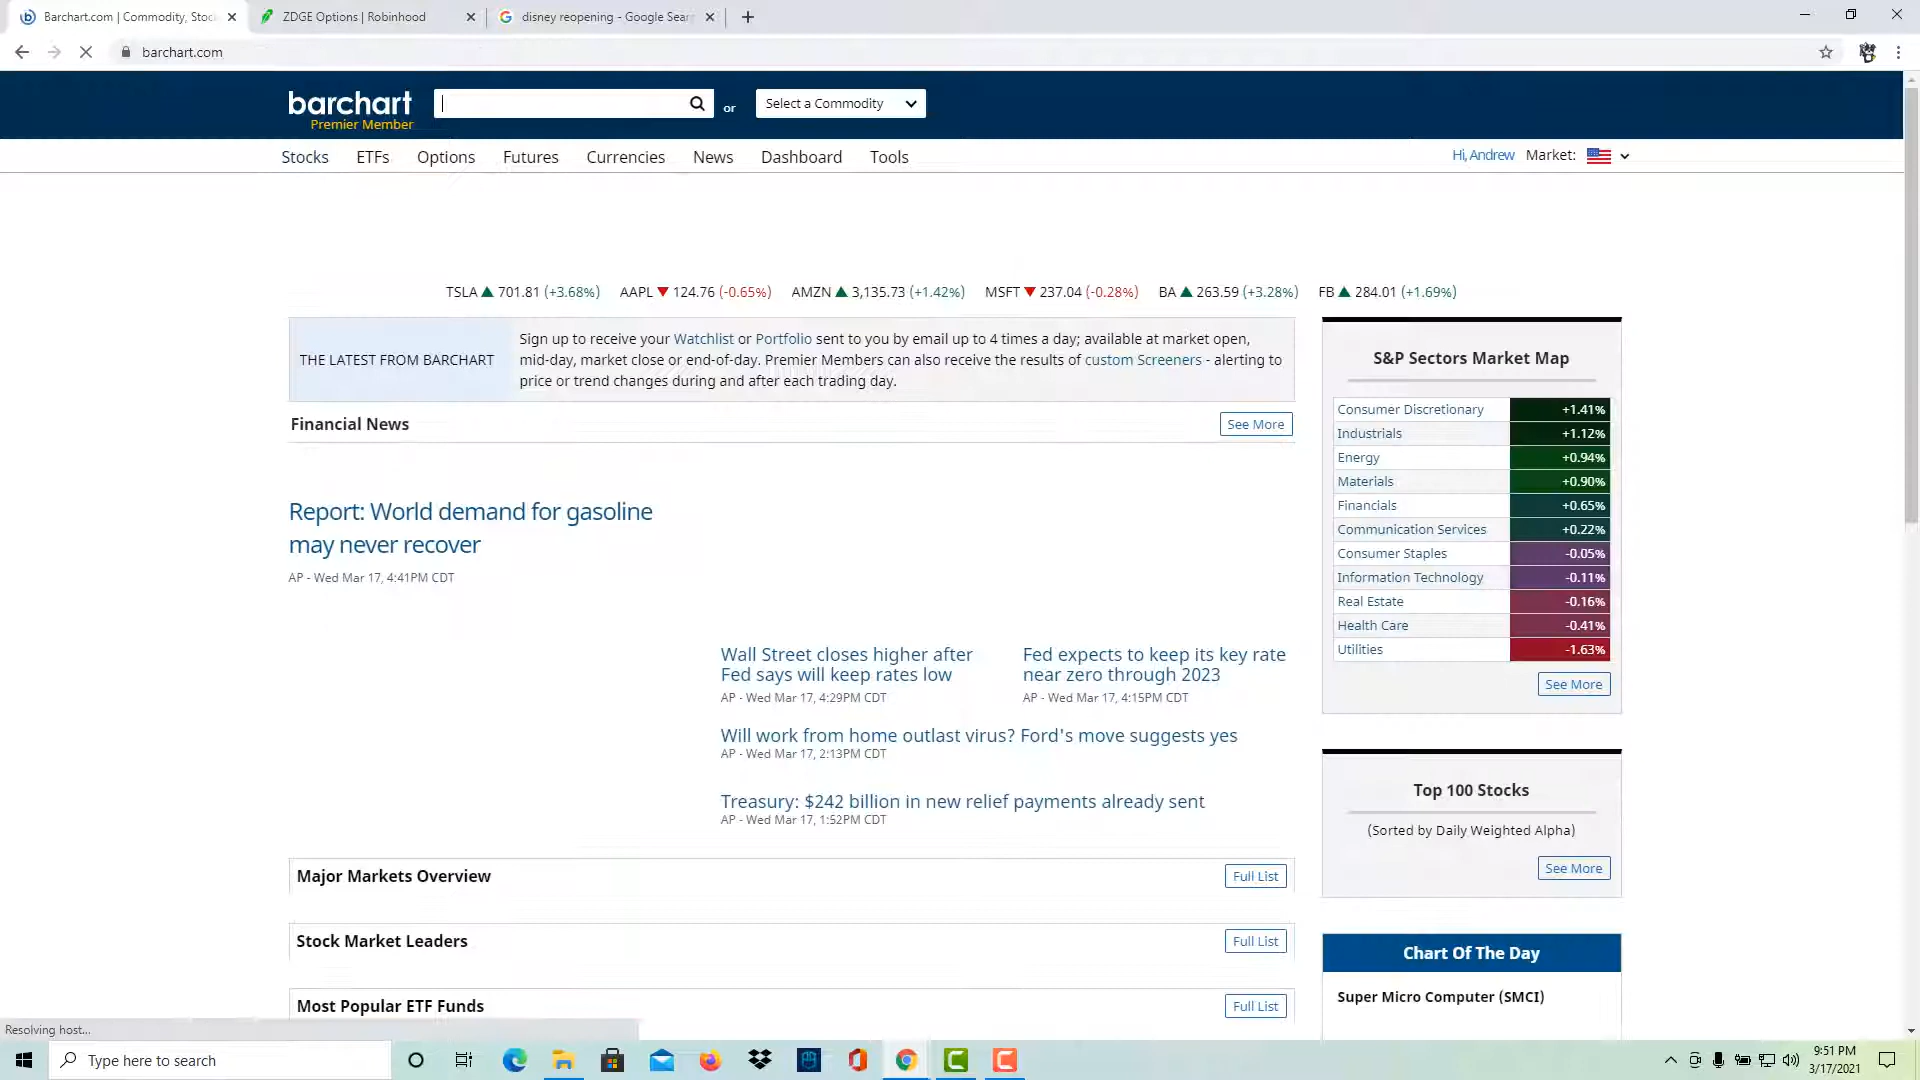 Barchart.com | Commodity, Stoc
ZDGE Options | Robinhood
disney reopening - Google Sear
barchart.com
barchart
Premier Member
or
Select a Commodity
Stocks ETFs Options Futures Currencies News Dashboard Tools
Hi, Andrew Market:
TSLA ▲ 701.81 (+3.68%) AAPL ▼ 124.76 (-0.65%) AMZN ▲ 3,135.73 (+1.42%) MSFT ▼ 237.04 (-0.28%) BA ▲ 263.59 (+3.28%) FB ▲ 284.01 (+1.69%)
THE LATEST FROM BARCHART
Sign up to receive your Watchlist or Portfolio sent to you by email up to 4 times a day; available at market open,
mid-day, market close or end-of-day. Premier Members can also receive the results of custom Screeners - alerting to
price or trend changes during and after each trading day.
Financial News
See More
Report: World demand for gasoline
may never recover
AP - Wed Mar 17, 4:41PM CDT
Wall Street closes higher after
Fed says will keep rates low
AP - Wed Mar 17, 4:29PM CDT
Fed expects to keep its key rate
near zero through 2023
AP - Wed Mar 17, 4:15PM CDT
Will work from home outlast virus? Ford's move suggests yes
AP - Wed Mar 17, 2:13PM CDT
Treasury: $242 billion in new relief payments already sent
AP - Wed Mar 17, 1:52PM CDT
Major Markets Overview
Full List
Stock Market Leaders
Full List
Most Popular ETF Funds
Full List
S&P Sectors Market Map
Consumer Discretionary +1.41%
Industrials +1.12%
Energy +0.94%
Materials +0.90%
Financials +0.65%
Communication Services +0.22%
Consumer Staples -0.05%
Information Technology -0.11%
Real Estate -0.16%
Health Care -0.41%
Utilities -1.63%
See More
Top 100 Stocks
(Sorted by Daily Weighted Alpha)
See More
Chart Of The Day
Super Micro Computer (SMCI)
Resolving host...
Type here to search
9:51 PM
3/17/2021